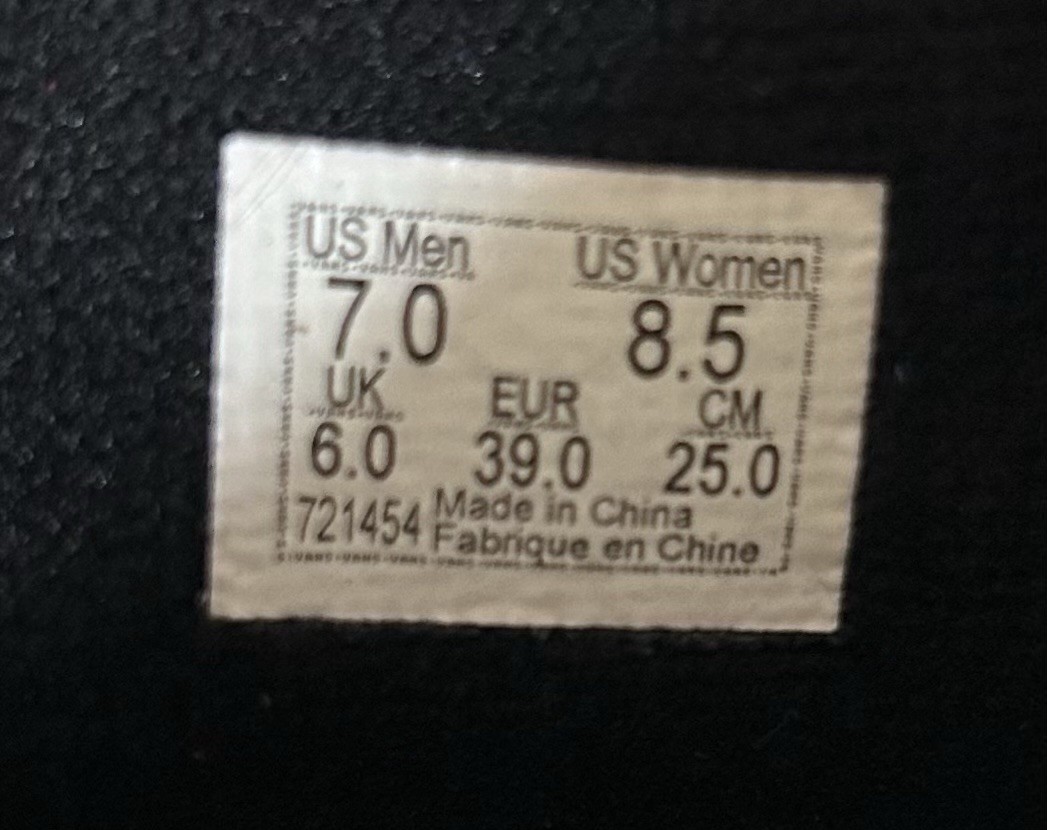 US Men US Women
7.0 8.5
UK EUR CM
6.0 39.0 25.0
721454 Made in China
Fabrique en Chine